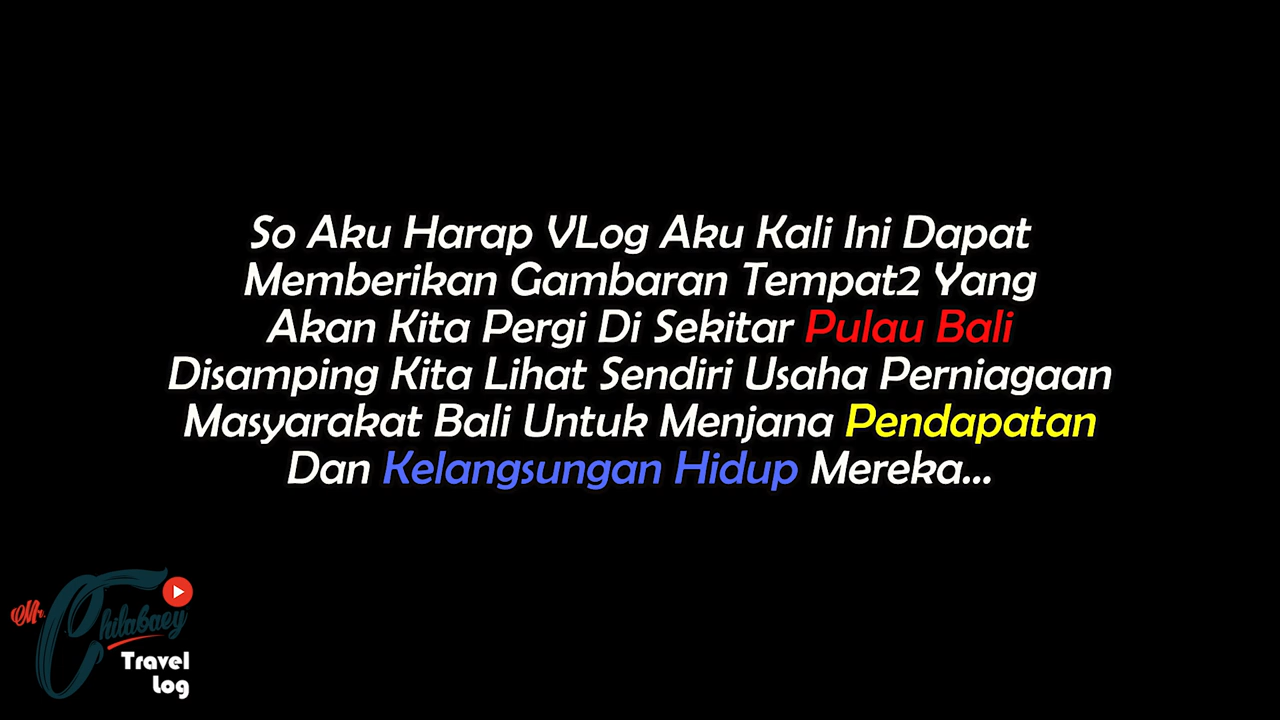 So Aku Harap VLog Aku Kali Ini Dapat
Memberikan Gambaran Tempat2 Yang
Akan Kita Pergi Di Sekitar Pulau Bali
Disamping Kita Lihat Sendiri Usaha Perniagaan
Masyarakat Bali Untuk Menjana Pendapatan
Dan Kelangsungan Hidup Mereka...
Mr.
Chilabaey
Travel
Log